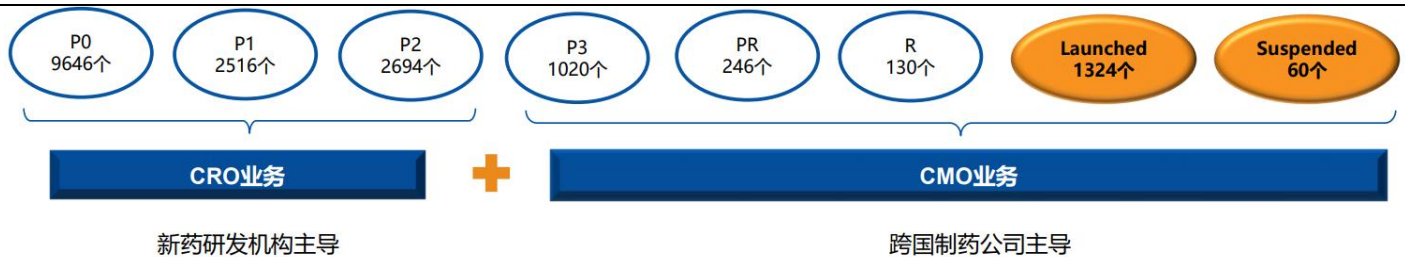 P0
9646个
P1
2516个
P2
2694个
P3
1020个
PR
246个
R
130个
Launched
1324个
Suspended
60个
CRO业务
CMO业务
新药研发机构主导
跨国制药公司主导